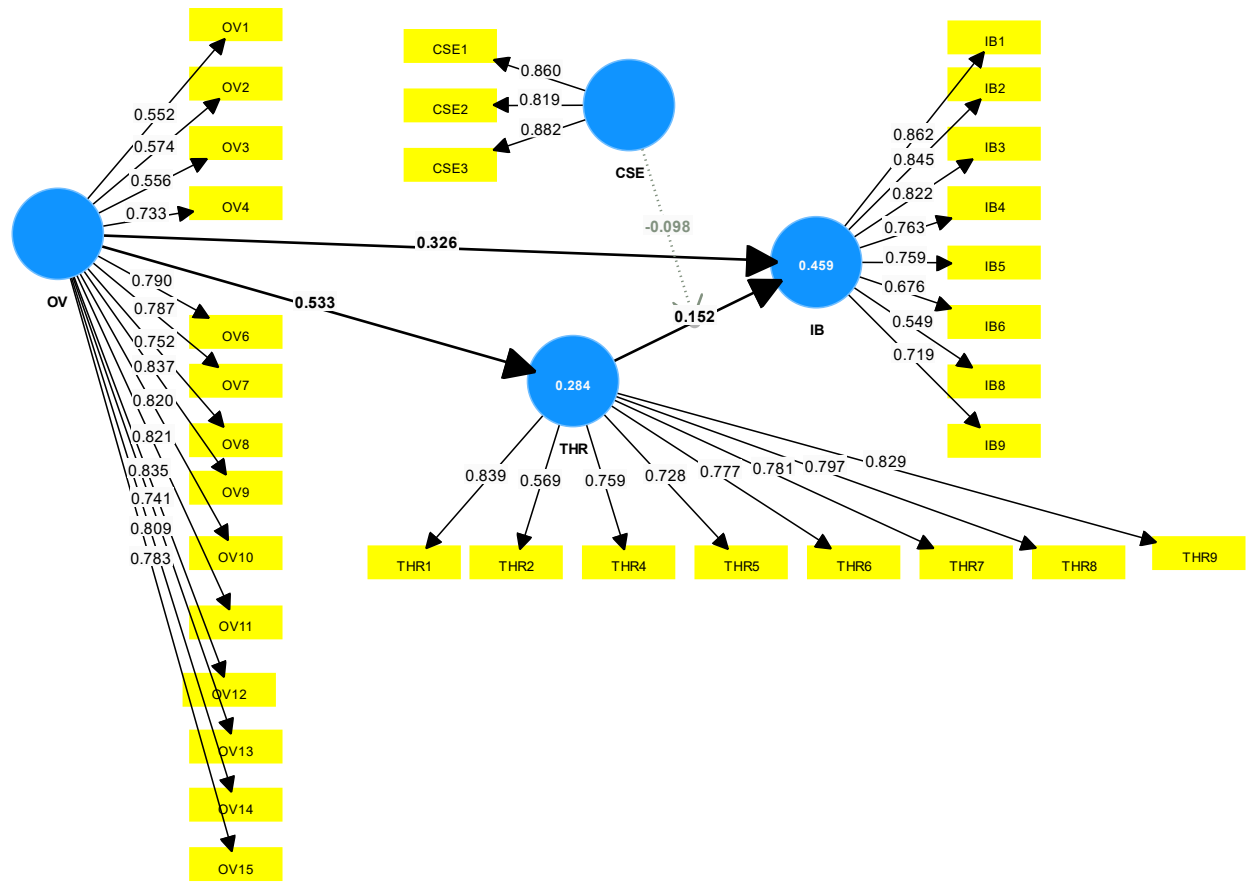 OV1
OV2
OV3
OV4
OV6
OV7
OV8
OV9
OV10
OV11
OV12
OV13
OV14
OV15
0.552
0.574
0.556
0.733
0.790
0.787
0.752
0.837
0.820
0.821
0.835
0.741
0.809
0.783
OV
CSE1
CSE2
CSE3
0.860
0.819
0.882
CSE
-0.098
0.326
0.533
0.152
0.284
THR
0.839
0.569
0.759
0.728
0.777
0.781
0.797
0.829
THR1
THR2
THR4
THR5
THR6
THR7
THR8
THR9
0.459
IB
0.862
0.845
0.822
0.763
0.759
0.676
0.549
0.719
IB1
IB2
IB3
IB4
IB5
IB6
IB8
IB9